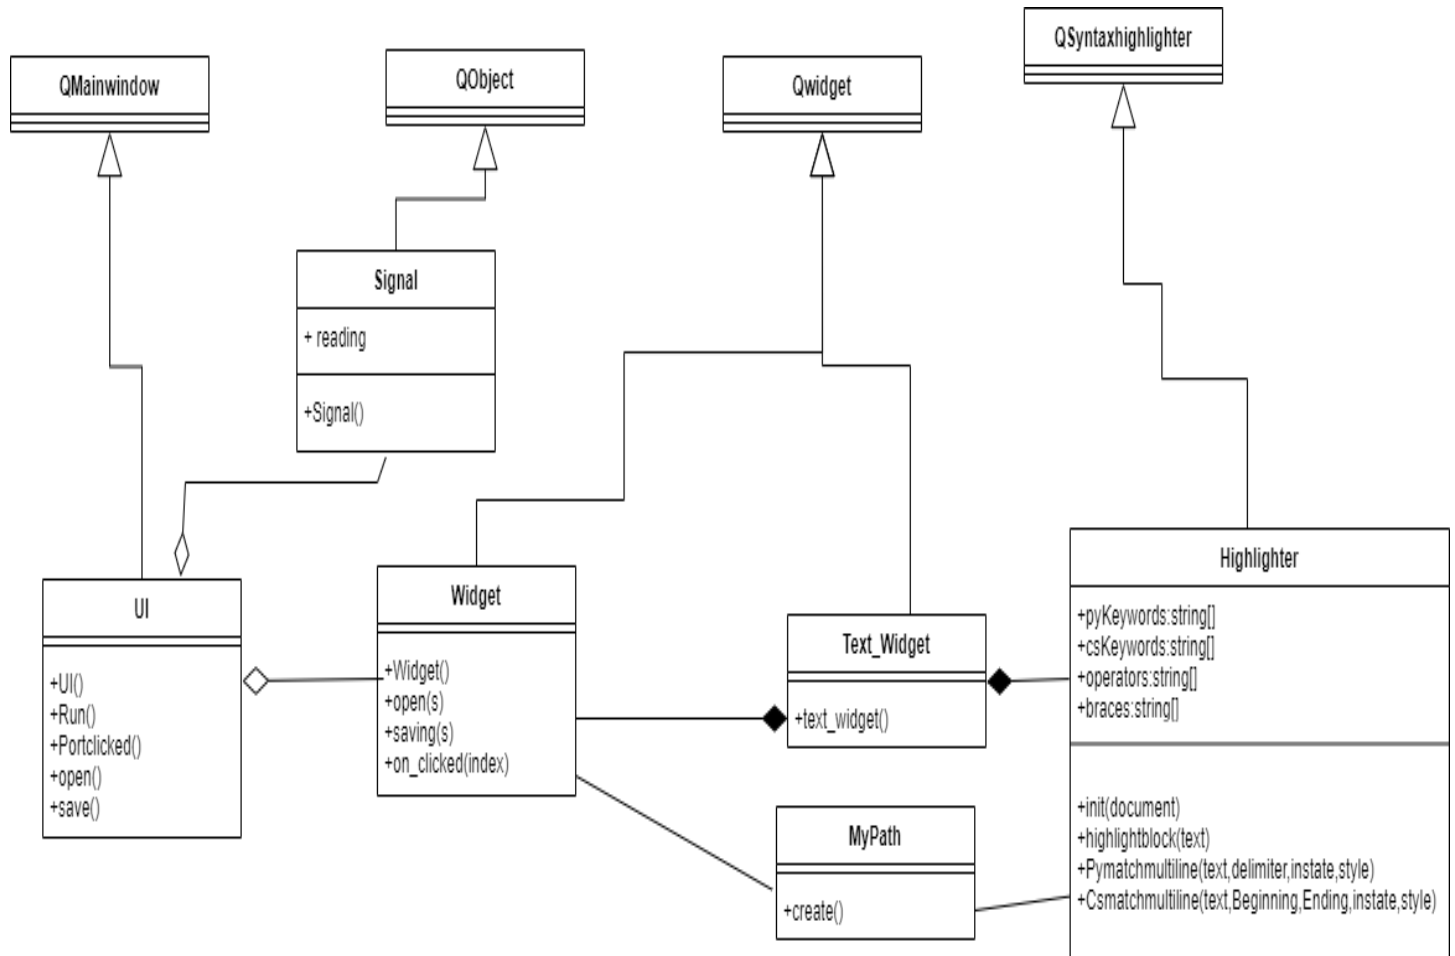 QMainwindow
QObject
Qwidget
QSyntaxhighlighter
Signal
+ reading
+Signal()
UI
+UI()
+Run()
+Portclicked()
+open()
+save()
Widget
+Widget()
+open(s)
+saving(s)
+on_clicked(index)
Text_Widget
+text_widget()
MyPath
+create()
Highlighter
+pyKeywords:string[]
+csKeywords:string[]
+operators:string[]
+braces:string[]
+init(document)
+highlightblock(text)
+Pymatchmultiline(text,delimiter,instate,style)
+Csmatchmultiline(text,Beginning,Ending,instate,style)